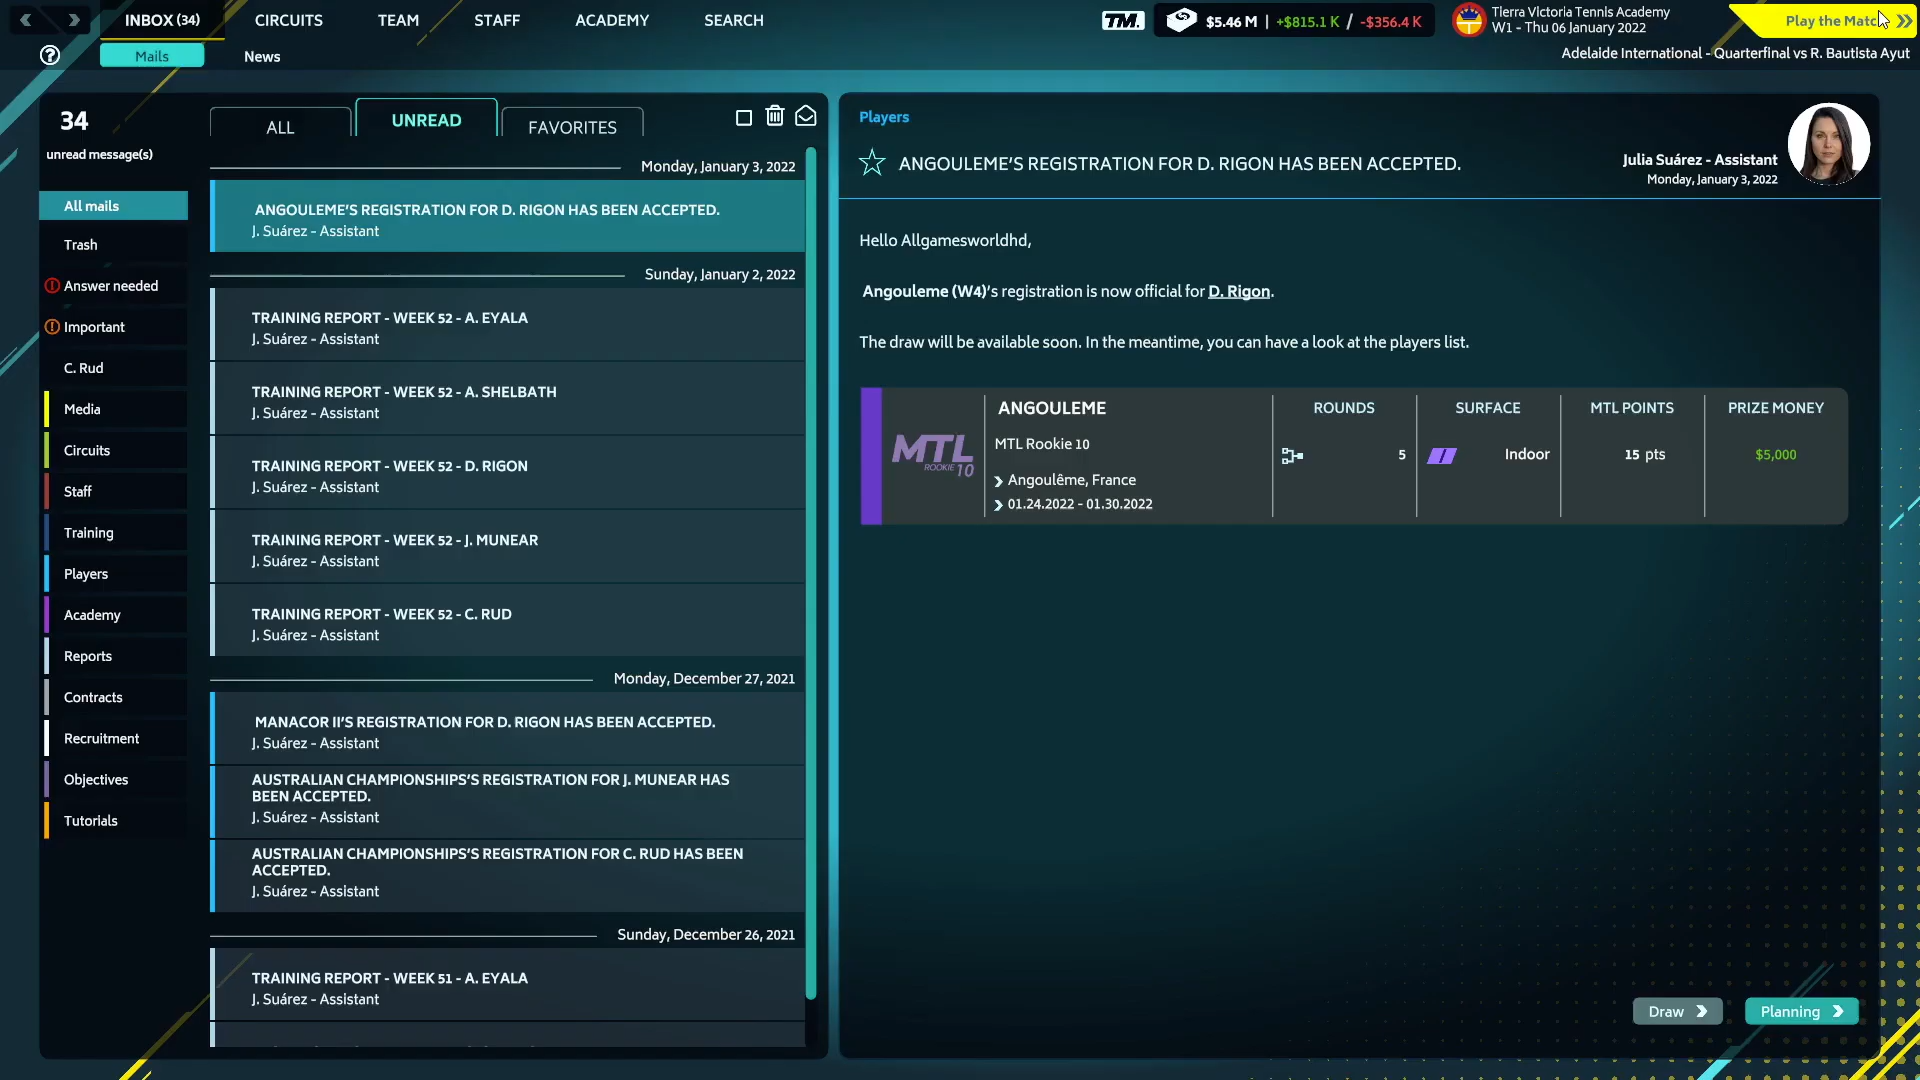 INBOX (34)
CIRCUITS
TEAM
STAFF
ACADEMY
SEARCH
TM.
$5.46 M | +$815.1 K / -$356.4 K
Tierra Victoria Tennis Academy
W1 - Thu 06 January 2022
Play the Matc
Mails
News
Adelaide International - Quarterfinal vs R. Bautista Ayut
34
unread message(s)
All mails
Trash
Answer needed
Important
C. Rud
Media
Circuits
Staff
Training
Players
Academy
Reports
Contracts
Recruitment
Objectives
Tutorials
ALL
UNREAD
FAVORITES
Monday, January 3, 2022
ANGOULEME'S REGISTRATION FOR D. RIGON HAS BEEN ACCEPTED.
J. Suárez - Assistant
Sunday, January 2, 2022
TRAINING REPORT - WEEK 52 - A. EYALA
J. Suárez - Assistant
TRAINING REPORT - WEEK 52 - A. SHELBATH
J. Suárez - Assistant
TRAINING REPORT - WEEK 52 - D. RIGON
J. Suárez - Assistant
TRAINING REPORT - WEEK 52 - J. MUNEAR
J. Suárez - Assistant
TRAINING REPORT - WEEK 52 - C. RUD
J. Suárez - Assistant
Monday, December 27, 2021
MANACOR II'S REGISTRATION FOR D. RIGON HAS BEEN ACCEPTED.
J. Suárez - Assistant
AUSTRALIAN CHAMPIONSHIPS'S REGISTRATION FOR J. MUNEAR HAS
BEEN ACCEPTED.
J. Suárez - Assistant
AUSTRALIAN CHAMPIONSHIPS'S REGISTRATION FOR C. RUD HAS BEEN
ACCEPTED.
J. Suárez - Assistant
Sunday, December 26, 2021
TRAINING REPORT - WEEK 51 - A. EYALA
J. Suárez - Assistant
Players
ANGOULEME'S REGISTRATION FOR D. RIGON HAS BEEN ACCEPTED.
Julia Suárez - Assistant
Monday, January 3, 2022
Hello Allgamesworldhd,
Angouleme (W4)'s registration is now official for D. Rigon.
The draw will be available soon. In the meantime, you can have a look at the players list.
MTL
ROOKIE 10
ANGOULEME
MTL Rookie 10
Angoulême, France
01.24.2022 - 01.30.2022
ROUNDS
5
SURFACE
Indoor
MTL POINTS
15 pts
PRIZE MONEY
$5,000
Draw
Planning